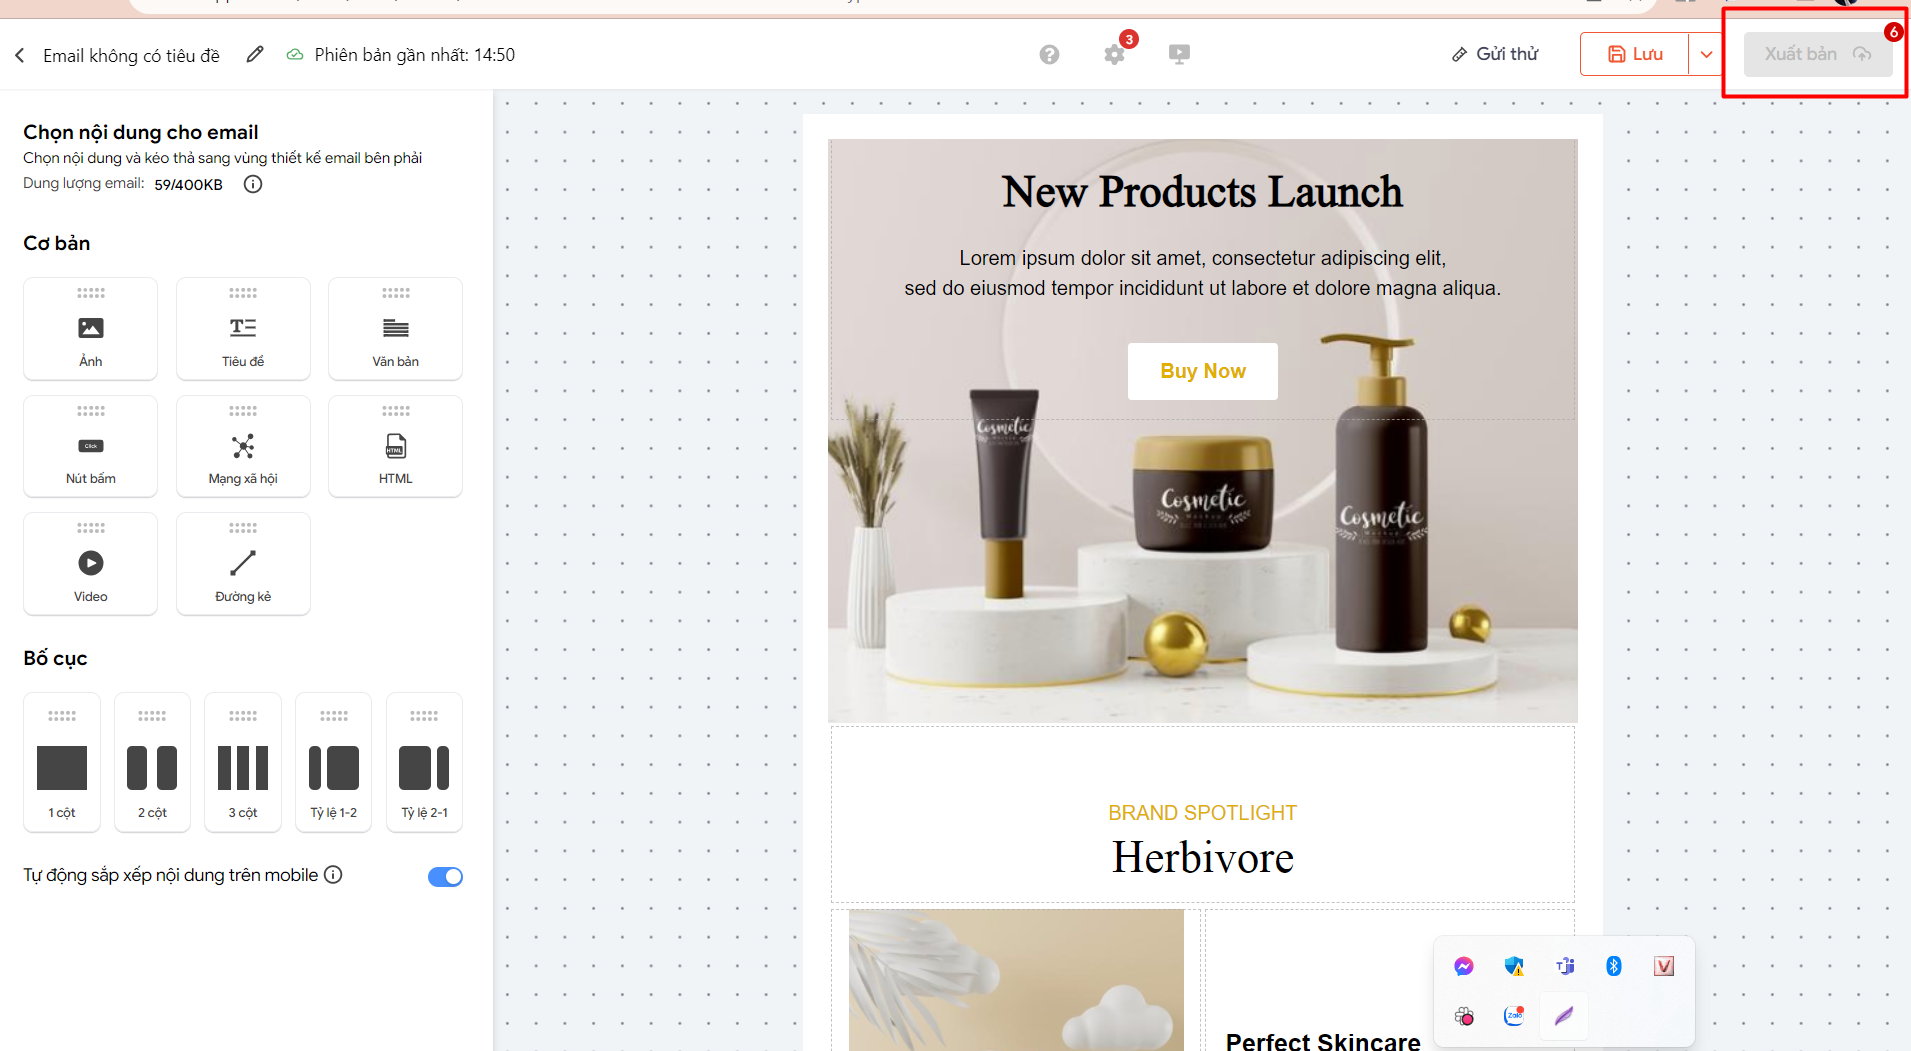 Email không có tiêu đề
Phiên bản gần nhất: 14:50
3
Gửi thử
Lưu
Xuất bản
6
Chọn nội dung cho email
Chọn nội dung và kéo thả sang vùng thiết kế email bên phải
Dung lượng email: 59/400KB
Cơ bản
Ảnh
Tiêu đề
Văn bản
Click
Nút bấm
Mạng xã hội
HTML
HTML
Video
Đường kẻ
Bố cục
1 cột
2 cột
3 cột
Tỷ lệ 1-2
Tỷ lệ 2-1
Tự động sắp xếp nội dung trên mobile
New Products Launch
Lorem ipsum dolor sit amet, consectetur adipiscing elit,
sed do eiusmod tempor incididunt ut labore et dolore magna aliqua.
Buy Now
Cosmetic
Cosmetic
Mockup
Cosmetic
Mockup
BRAND SPOTLIGHT
Herbivore
Perfect Skincare
Zalo